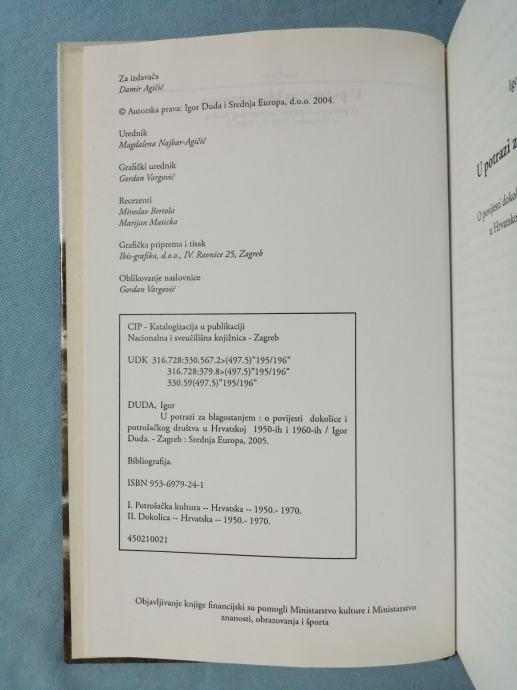 Za izdavača
Damir Agičić
© Autorska prava: Igor Duda i Srednja Europa, d.o.o. 2004.
Urednik
Magdalena Najbar-Agičić
Grafički urednik
Gordan Vargović
Recezenti
Miroslav Bertoša
Marijan Maticka
Grafička priprema i tisak
Ibis-grafika, d.o.o., IV. Ravnice 25, Zagreb
Oblikovanje naslovnice
Gordan Vargović
CIP - Katalogizacija u publikaciji
Nacionalna i sveučilišna knjižnica - Zagreb
UDK 316.728:330.567.2>(497.5)"195/196"
316.728:379.8>(497.5)"195/196"
330.59(497.5)"195/196"
DUDA, Igor
U potrazi za blagostanjem : o povijesti dokolice i
potrošačkog društva u Hrvatskoj 1950-ih i 1960-ih / Igor
Duda. - Zagreb : Srednja Europa, 2005.
Bibliografija.
ISBN 953-6979-24-1
I. Potrošačka kultura -- Hrvatska -- 1950.- 1970.
II. Dokolica -- Hrvatska -- 1950.- 1970.
450210021
Objavljivanje knjige financijski su pomogli Ministarstvo kulture i Ministarstvo
znanosti, obrazovanja i športa
U potrazi z
O povijesti dokol
u Hrvatsko